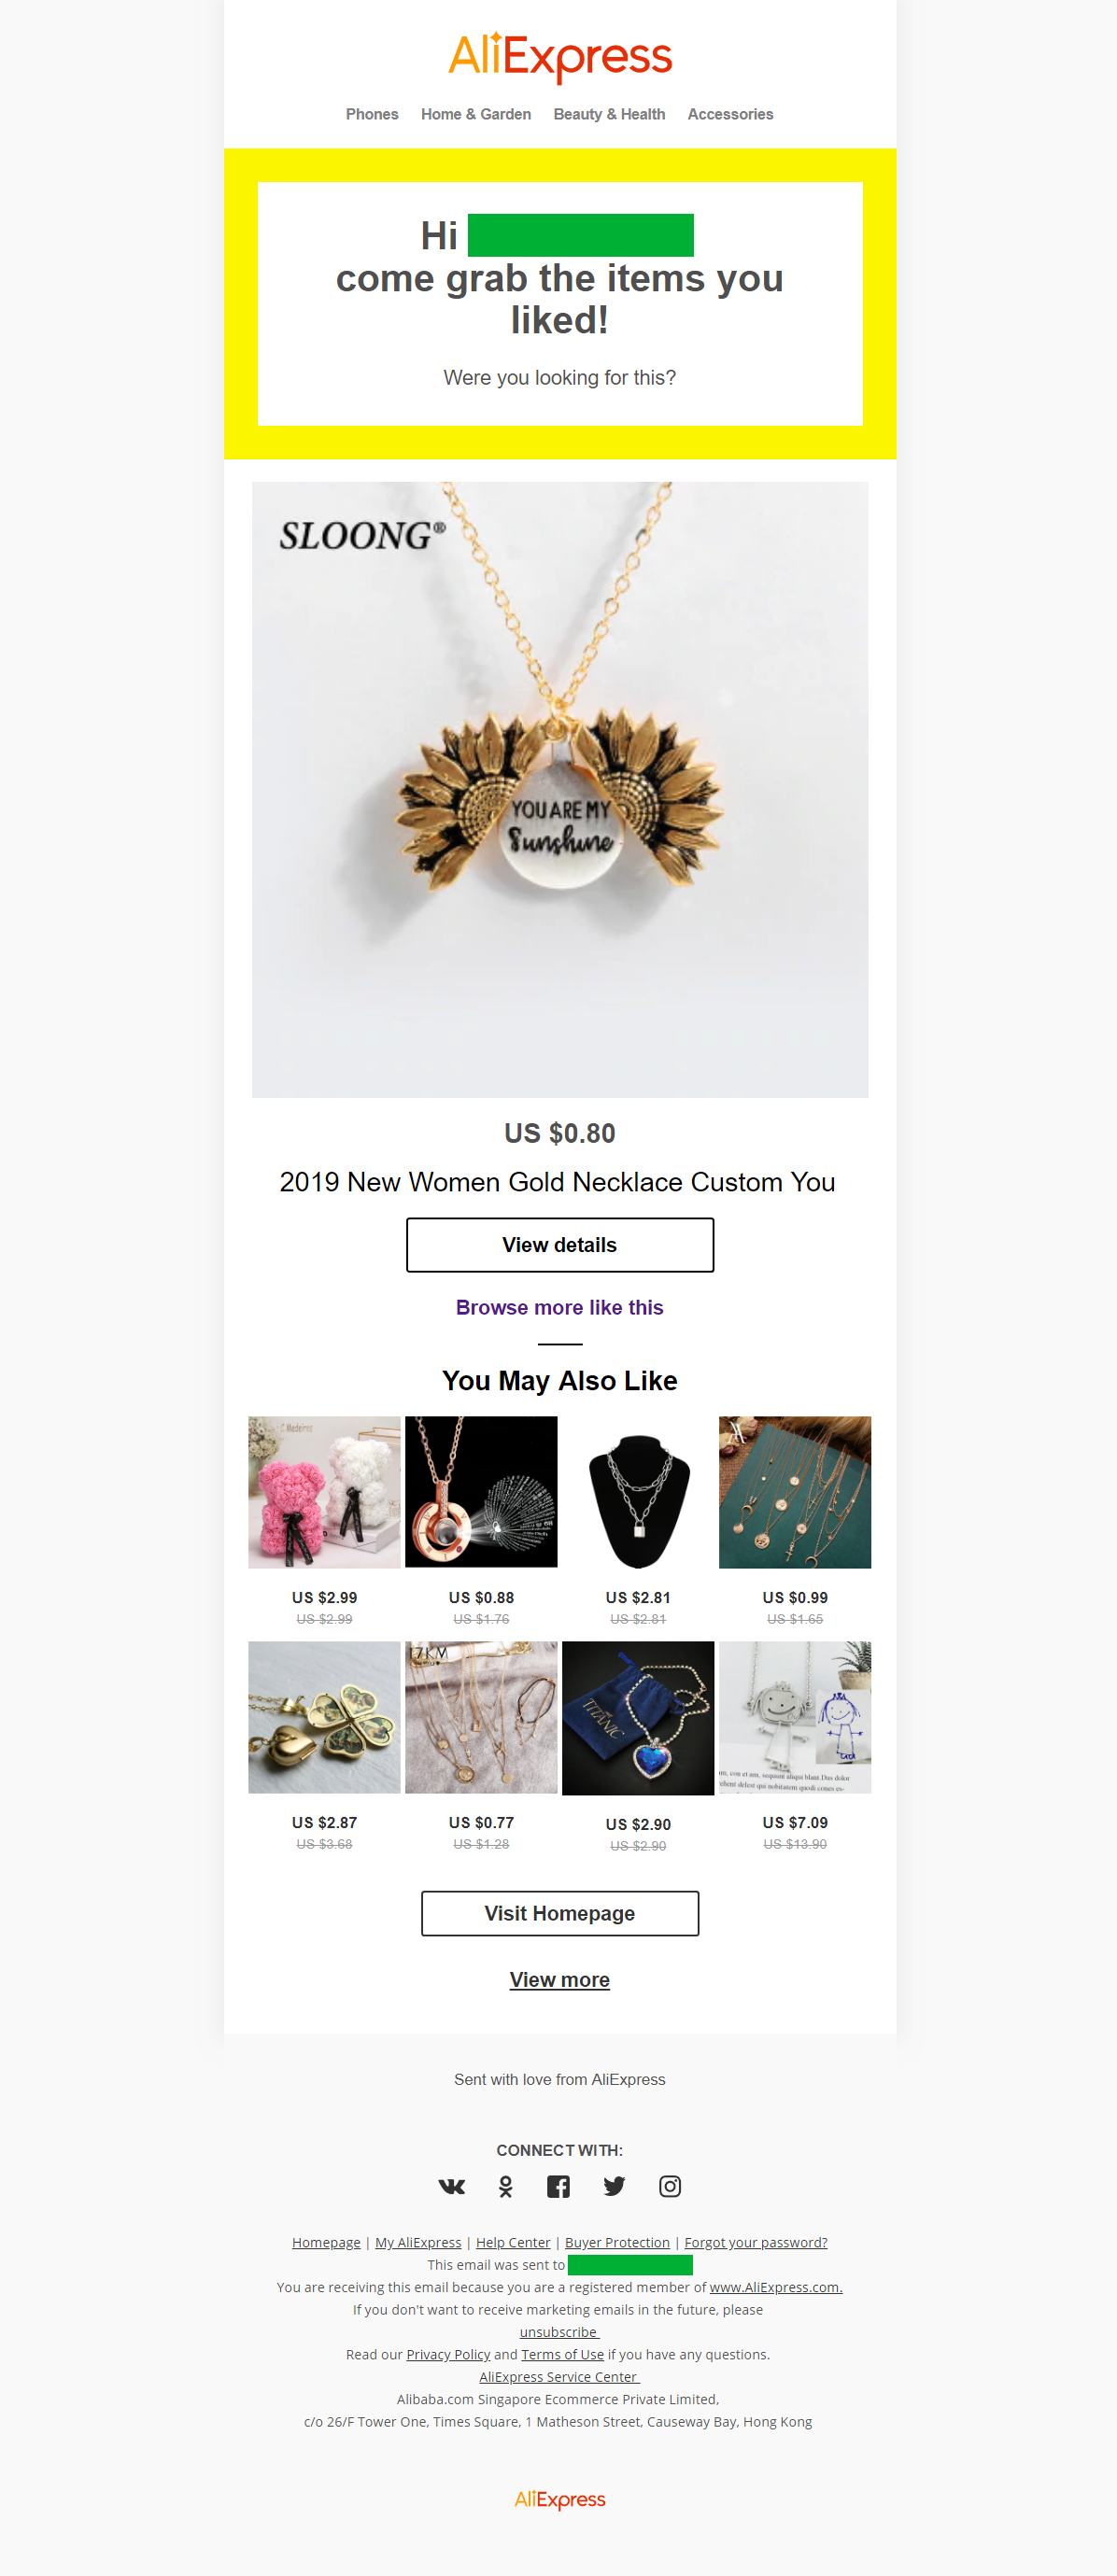 AliExpress
Phones Home & Garden Beauty & Health Accessories
Hi
come grab the items you
liked!
Were you looking for this?
SLOONG®
YOU ARE MY
Sunshine
US $0.80
2019 New Women Gold Necklace Custom You
View details
Browse more like this
You May Also Like
C Medeiros
US $2.99 US $0.88 US $2.81 US $0.99
US $2.99 US $1.76 US $2.81 US $1.65
17KM
TITANIC
US $2.87 US $0.77 US $2.90 US $7.09
US $3.68 US $1.28 US $2.90 US $13.90
Visit Homepage
View more
Sent with love from AliExpress
CONNECT WITH:
Homepage | My AliExpress | Help Center | Buyer Protection | Forgot your password?
This email was sent to
You are receiving this email because you are a registered member of www.AliExpress.com.
If you don't want to receive marketing emails in the future, please
unsubscribe
Read our Privacy Policy and Terms of Use if you have any questions.
AliExpress Service Center
Alibaba.com Singapore Ecommerce Private Limited,
c/o 26/F Tower One, Times Square, 1 Matheson Street, Causeway Bay, Hong Kong
AliExpress